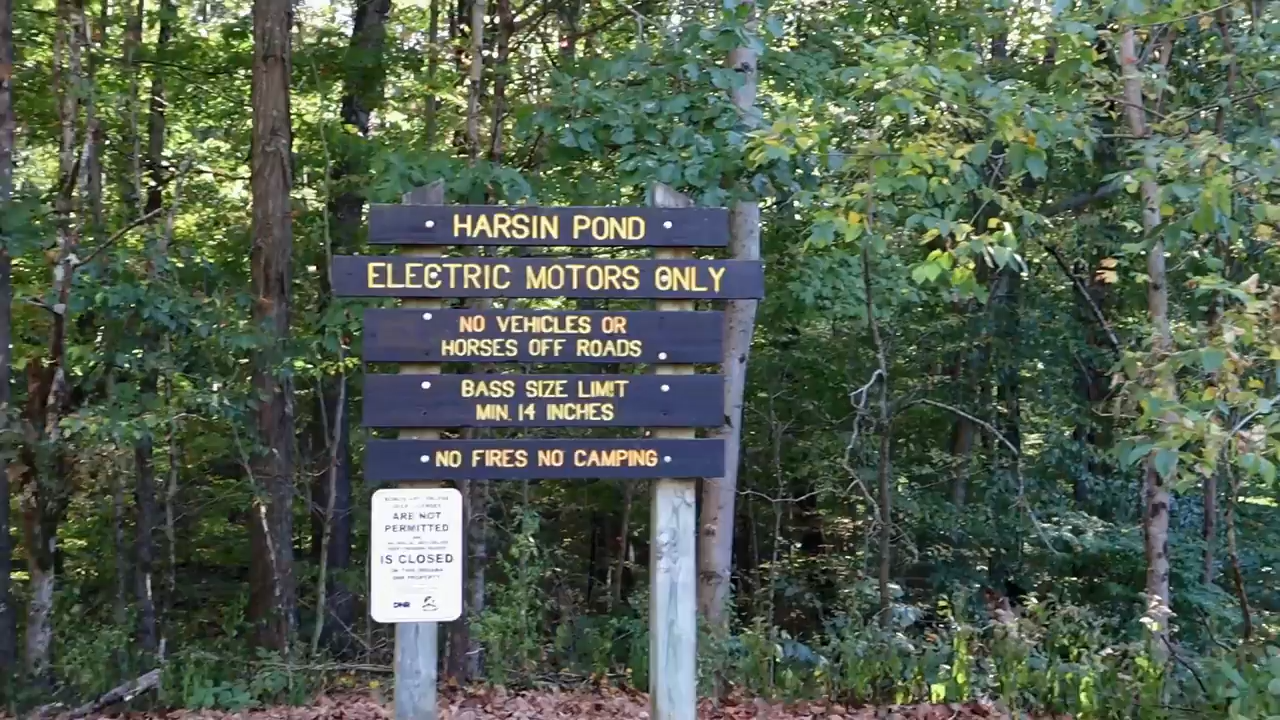 HARSIN POND
ELECTRIC MOTORS ONLY
NO VEHICLES OR
HORSES OFF ROADS
BASS SIZE LIMIT
MIN. 14 INCHES
NO FIRES NO CAMPING
ARE NOT
PERMITTED
IS CLOSED
DNR